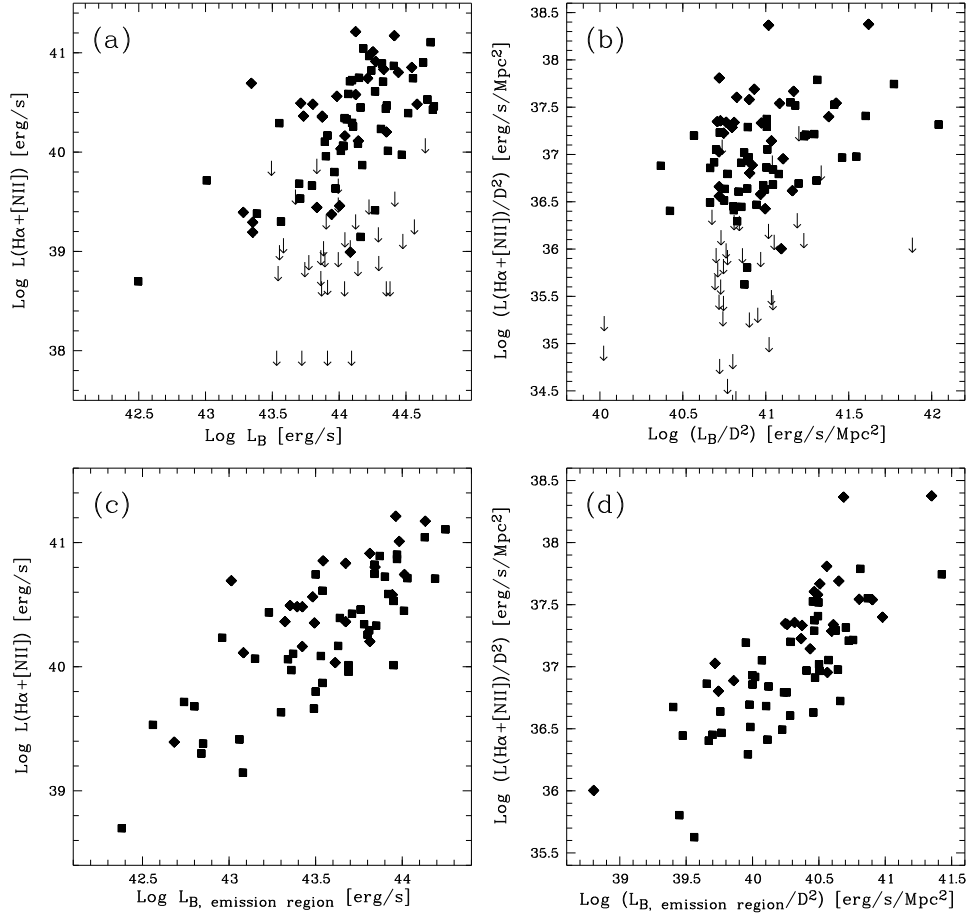 (a)
41
40
39
38
42.5 43 43.5 44 44.5
Log L(Hα+[NII]) [erg/s]
Log L_B [erg/s]
(b)
38.5
38
37.5
37
36.5
36
35.5
35
34.5
40 40.5 41 41.5 42
Log (L(Hα+[NII])/D²) [erg/s/Mpc²]
Log (L_B/D²) [erg/s/Mpc²]
(c)
41
40
39
42.5 43 43.5 44
Log L(Hα+[NII]) [erg/s]
Log L_B, emission region [erg/s]
(d)
38.5
38
37.5
37
36.5
36
35.5
39 39.5 40 40.5 41 41.5
Log (L(Hα+[NII])/D²) [erg/s/Mpc²]
Log (L_B, emission region/D²) [erg/s/Mpc²]